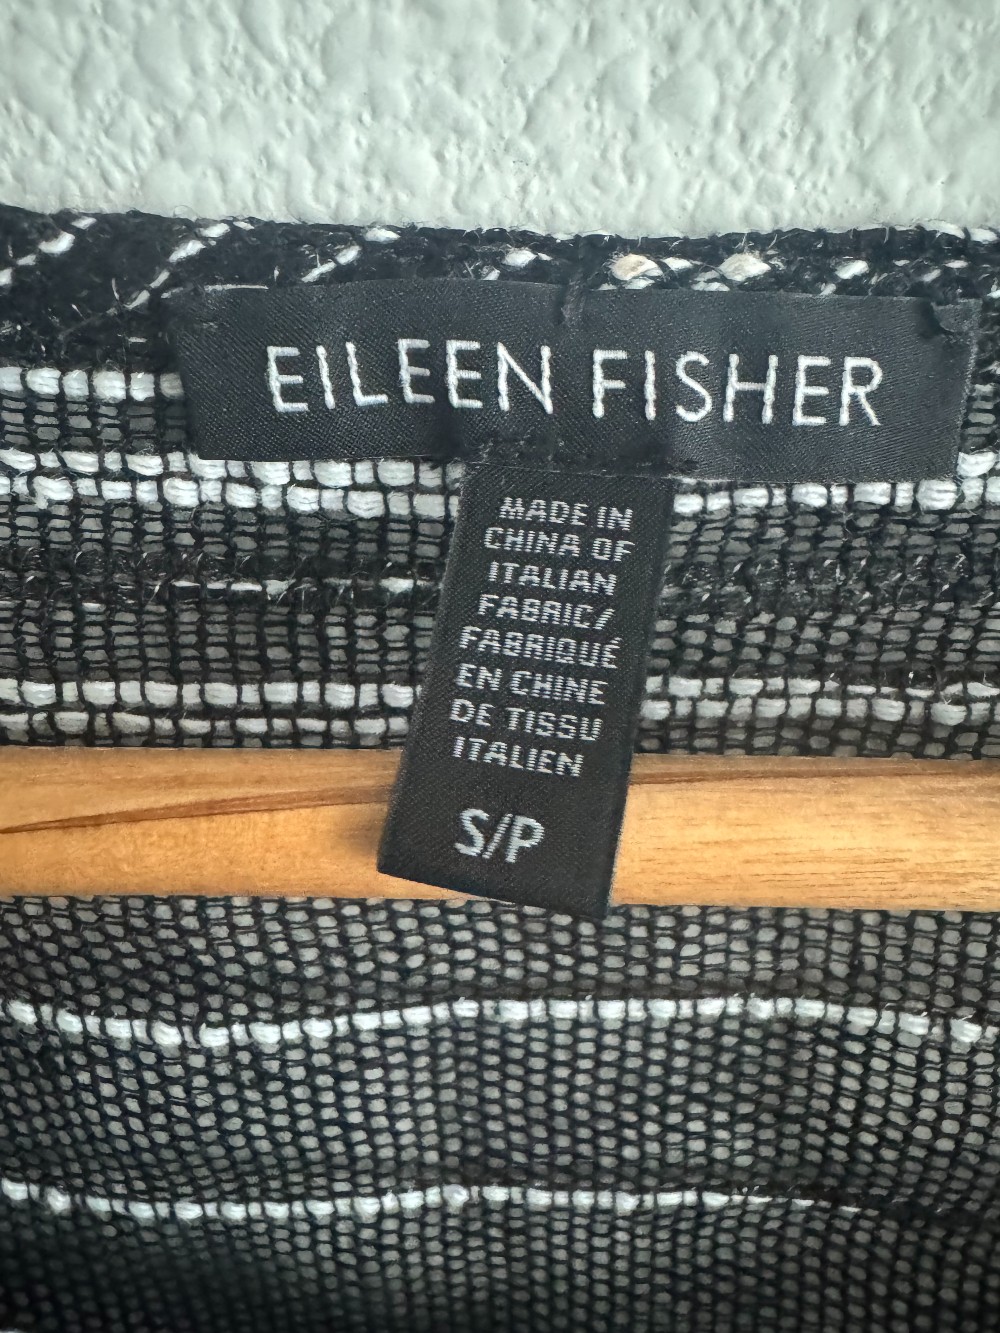 EILEEN FISHER
MADE IN
CHINA OF
ITALIAN
FABRIC/
FABRIQUÉ
EN CHINE
DE TISSU
ITALIEN
S/P